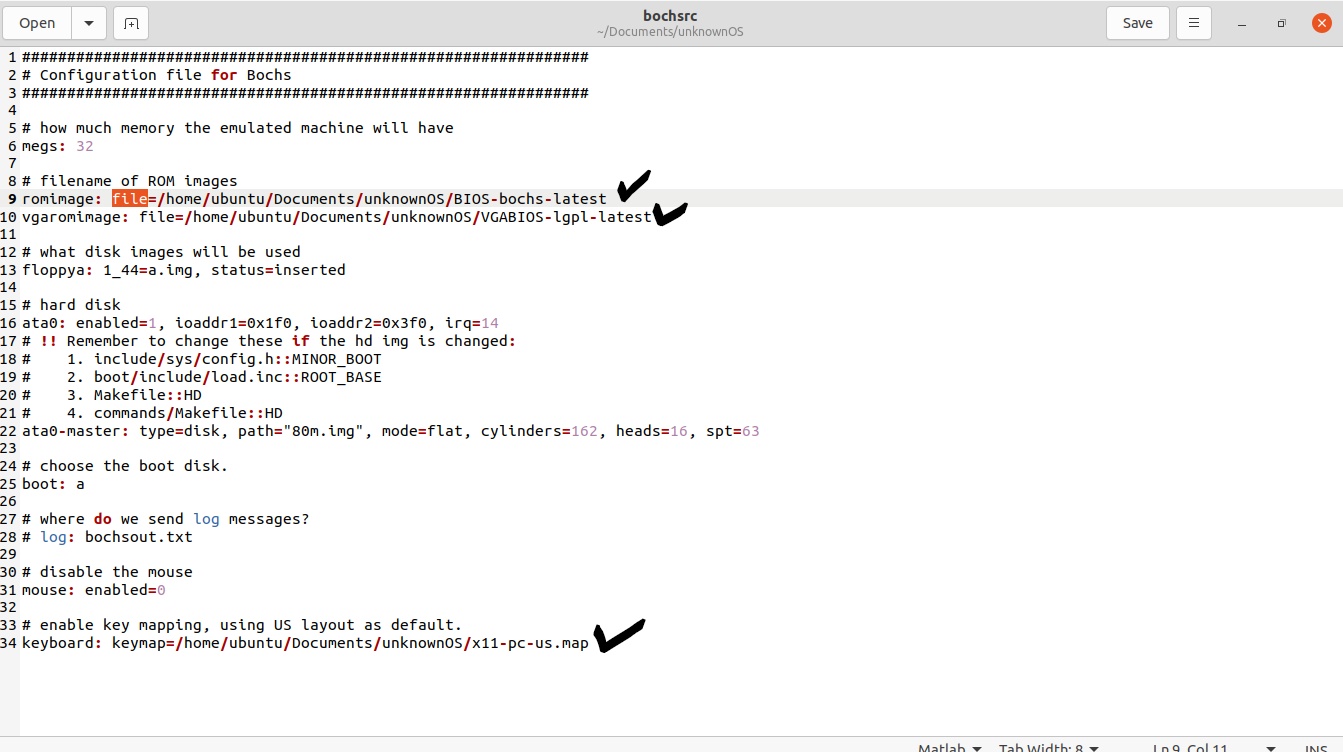 Open
bochsrc
~/Documents/unknownOS
Save
1 ###############################################################
2 # Configuration file for Bochs
3 ###############################################################
4
5 # how much memory the emulated machine will have
6 megs: 32
7
8 # filename of ROM images
9 romimage: file=/home/ubuntu/Documents/unknownOS/BIOS-bochs-latest
10 vgaromimage: file=/home/ubuntu/Documents/unknownOS/VGABIOS-lgpl-latest
11
12 # what disk images will be used
13 floppya: 1_44=a.img, status=inserted
14
15 # hard disk
16 ata0: enabled=1, ioaddr1=0x1f0, ioaddr2=0x3f0, irq=14
17 # !! Remember to change these if the hd img is changed:
18 #    1. include/sys/config.h::MINOR_BOOT
19 #    2. boot/include/load.inc::ROOT_BASE
20 #    3. Makefile::HD
21 #    4. commands/Makefile::HD
22 ata0-master: type=disk, path="80m.img", mode=flat, cylinders=162, heads=16, spt=63
23
24 # choose the boot disk.
25 boot: a
26
27 # where do we send log messages?
28 # log: bochsout.txt
29
30 # disable the mouse
31 mouse: enabled=0
32
33 # enable key mapping, using US layout as default.
34 keyboard: keymap=/home/ubuntu/Documents/unknownOS/x11-pc-us.map
Matlab Tab Width: 8 Ln 9, Col 11 INS